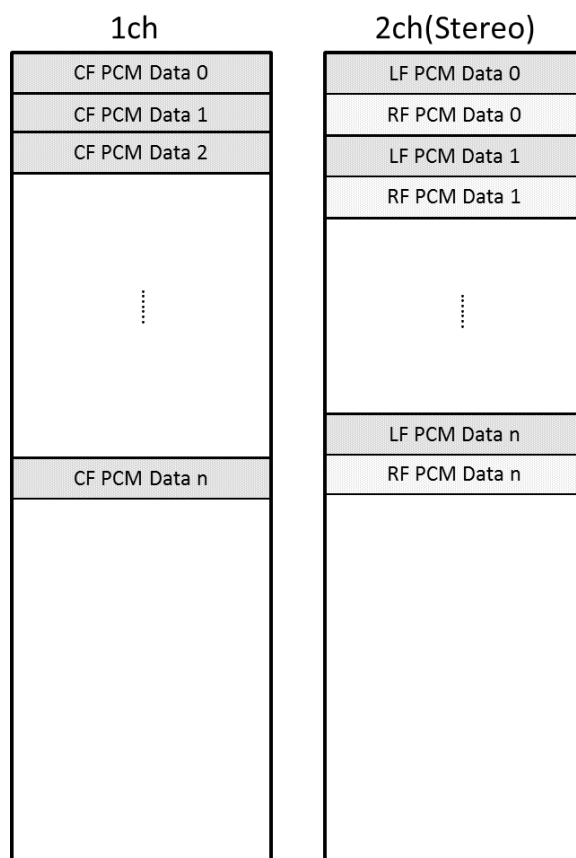 1ch
CF PCM Data 0
CF PCM Data 1
CF PCM Data 2
CF PCM Data n
2ch(Stereo)
LF PCM Data 0
RF PCM Data 0
LF PCM Data 1
RF PCM Data 1
LF PCM Data n
RF PCM Data n